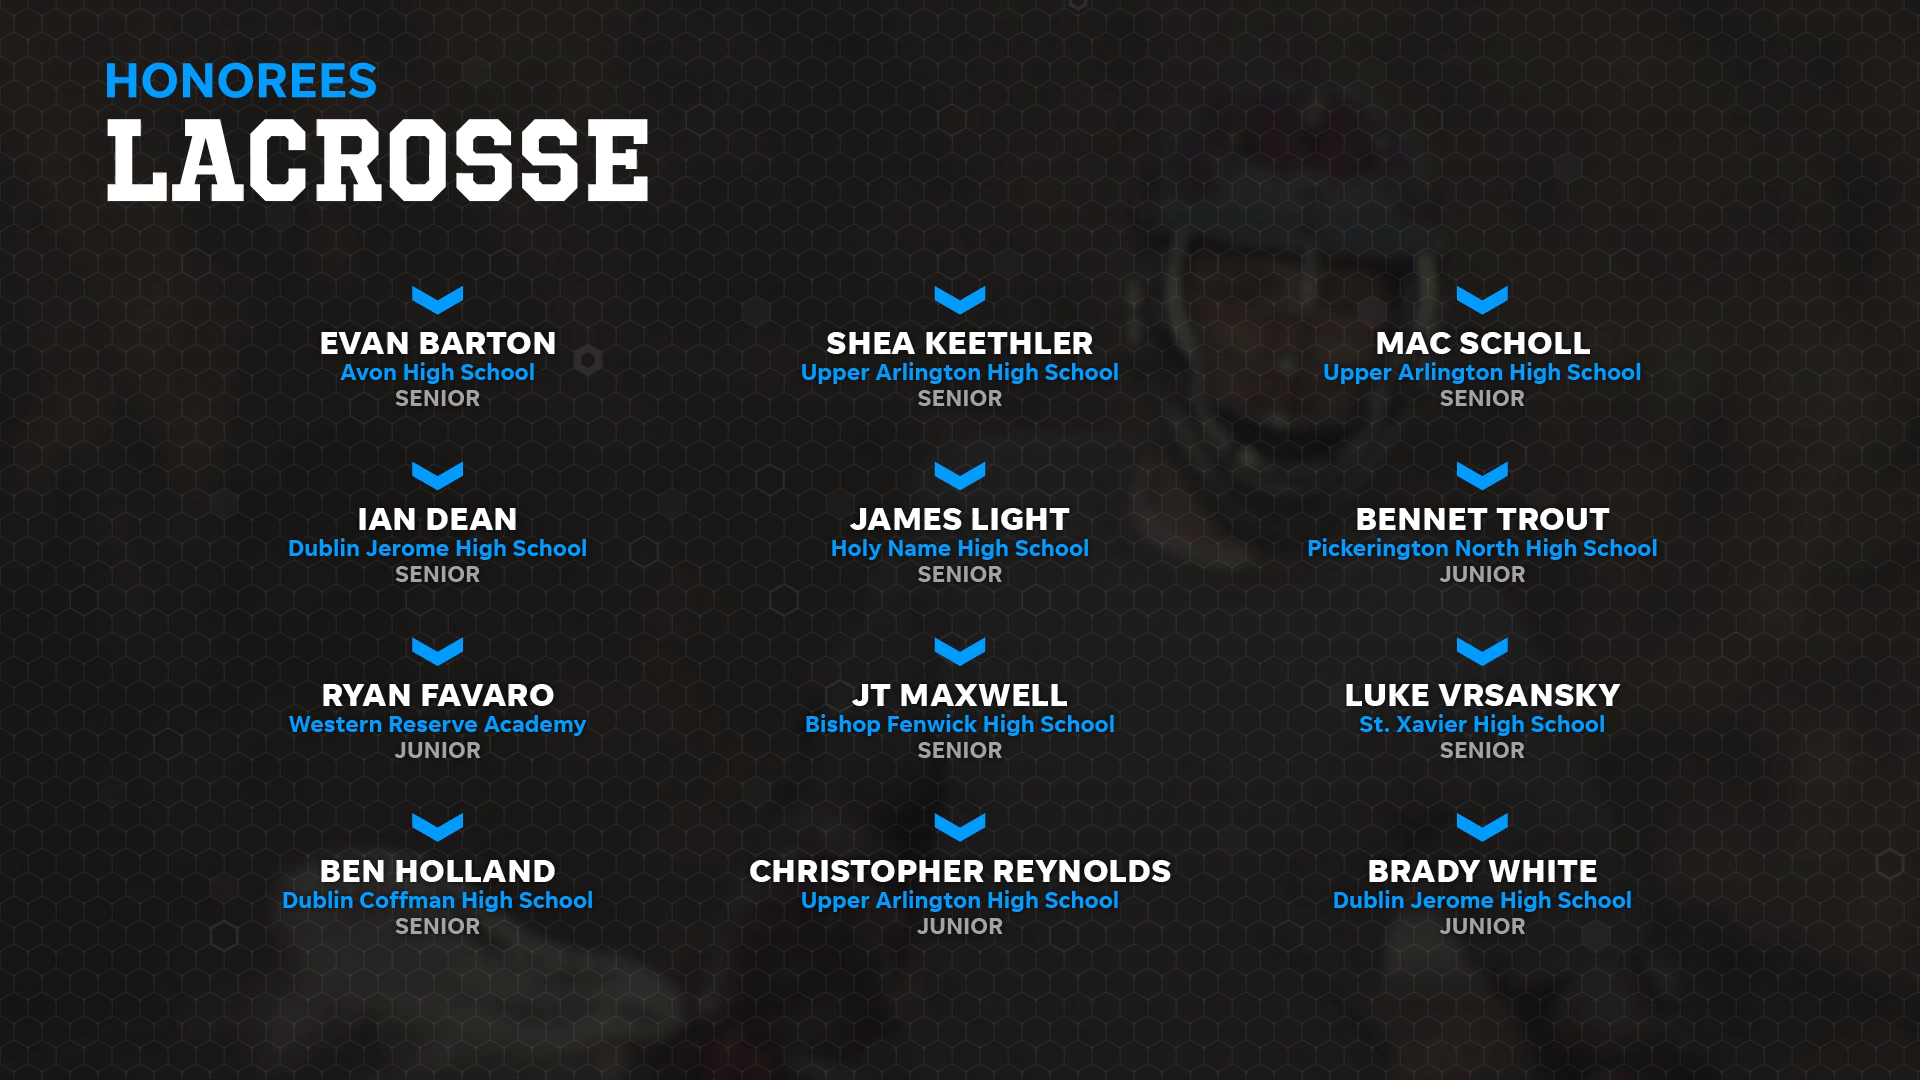 HONOREES
LACROSSE
EVAN BARTON
Avon High School
SENIOR
SHEA KEETHLER
Upper Arlington High School
SENIOR
MAC SCHOLL
Upper Arlington High School
SENIOR
IAN DEAN
Dublin Jerome High School
SENIOR
JAMES LIGHT
Holy Name High School
SENIOR
BENNET TROUT
Pickerington North High School
JUNIOR
RYAN FAVARO
Western Reserve Academy
JUNIOR
JT MAXWELL
Bishop Fenwick High School
SENIOR
LUKE VRSANSKY
St. Xavier High School
SENIOR
BEN HOLLAND
Dublin Coffman High School
SENIOR
CHRISTOPHER REYNOLDS
Upper Arlington High School
JUNIOR
BRADY WHITE
Dublin Jerome High School
JUNIOR